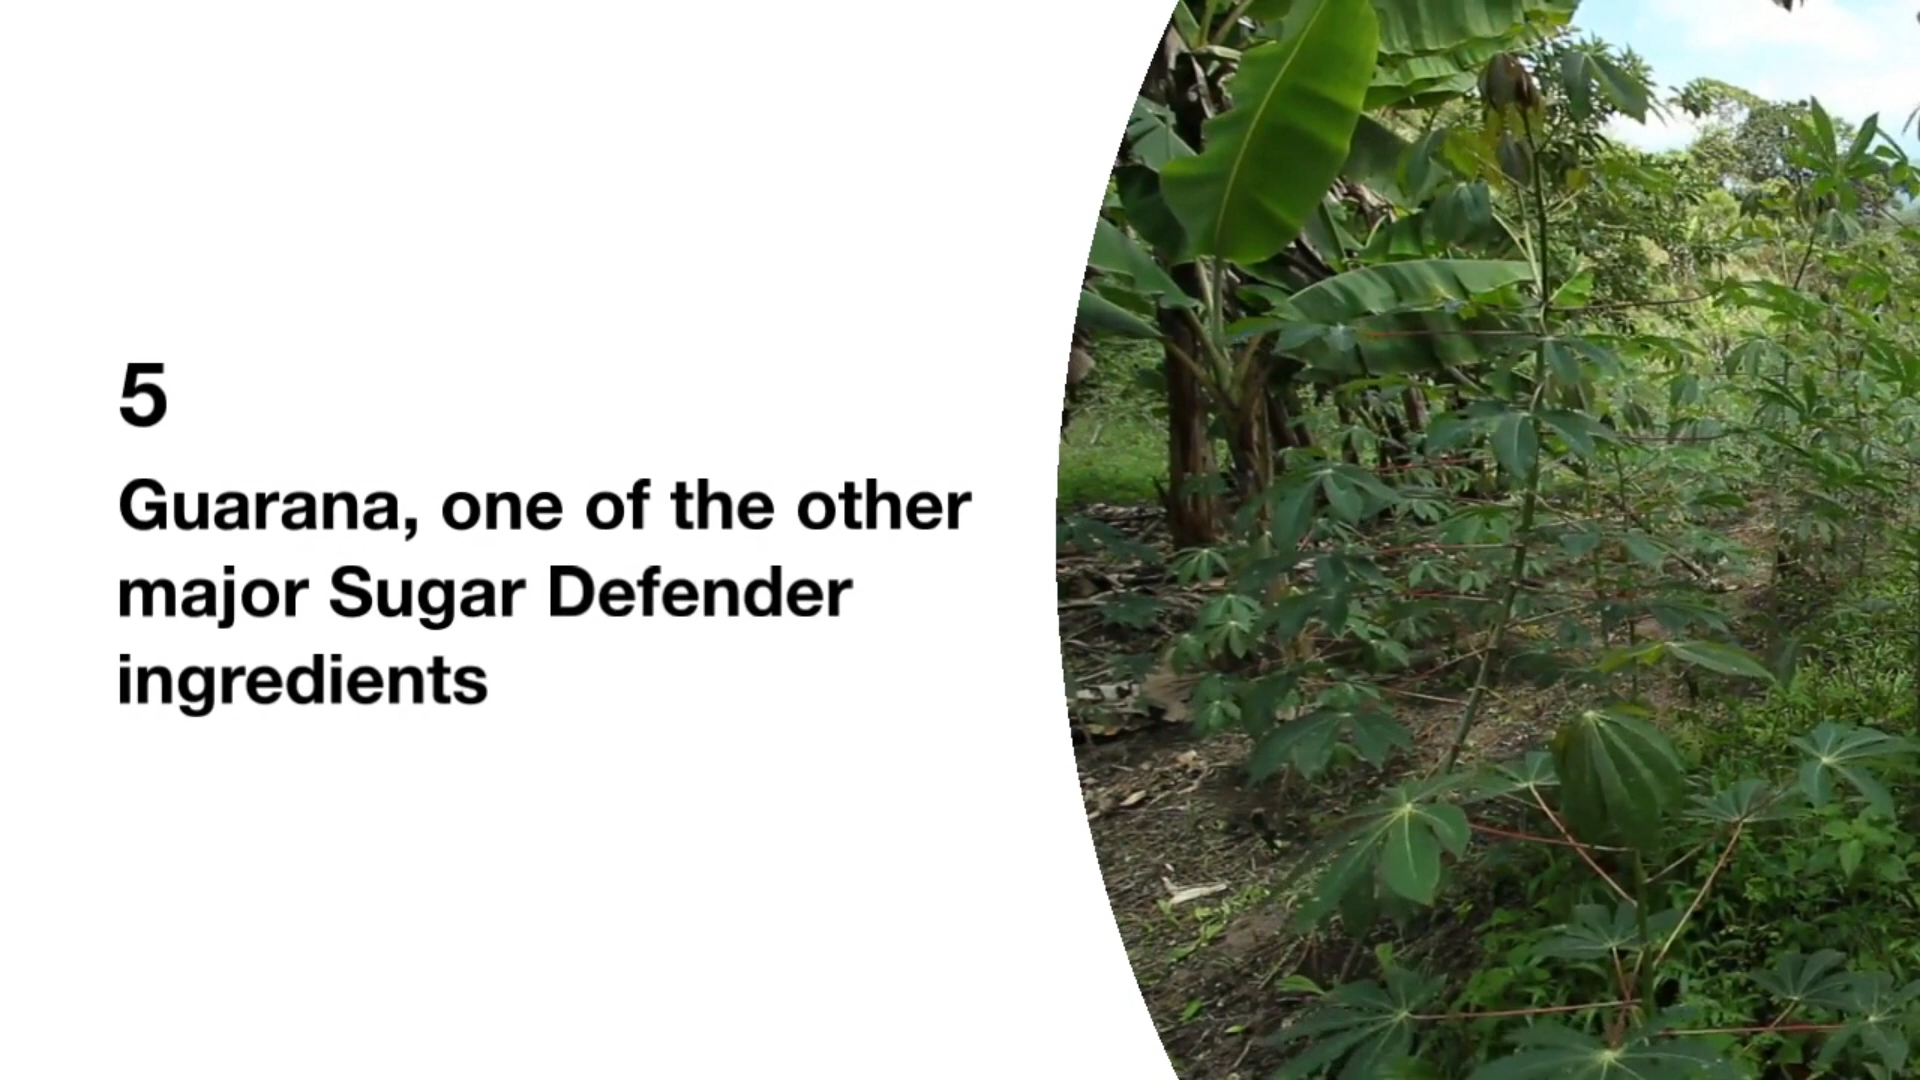 5
Guarana, one of the other
major Sugar Defender
ingredients